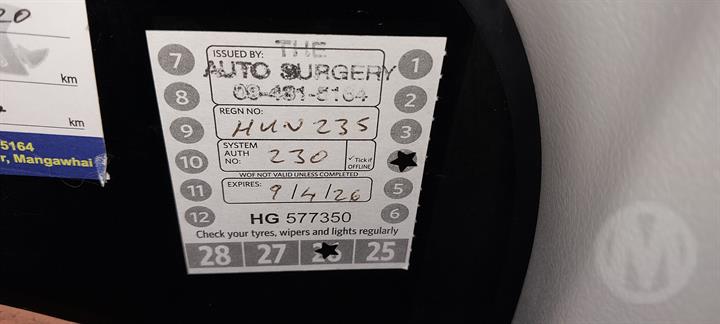 20
km
km
5164
r, Mangawhai
ISSUED BY:
THE
AUTO SURGERY
09-431-5164
REGN NO:
HUN235
SYSTEM
AUTH
NO:
230
✓ Tick if
OFFLINE
WOF NOT VALID UNLESS COMPLETED
EXPIRES:
9/4/26
HG 577350
Check your tyres, wipers and lights regularly
7
8
9
10
11
12
1
2
3
5
6
28 27 26 25
M